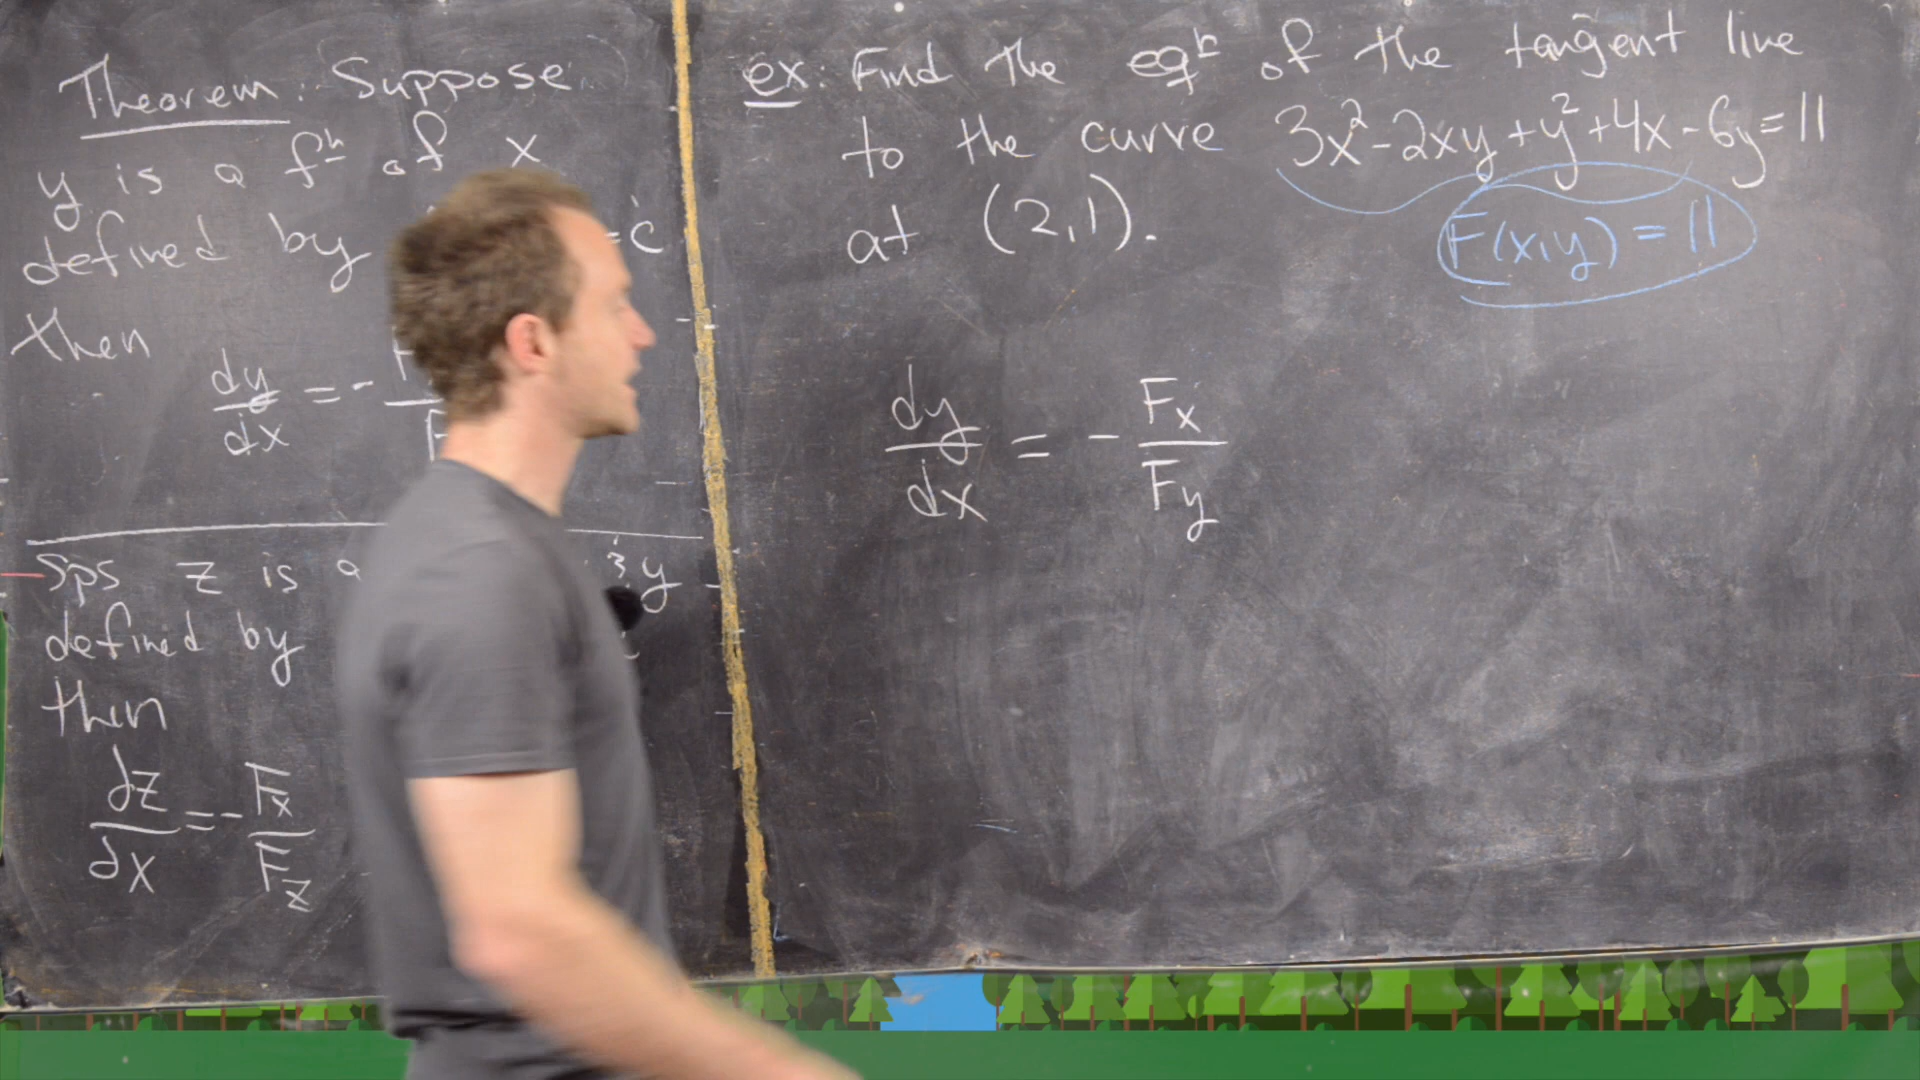 Theorem: Suppose
y is a fⁿ of x
defined by =c
then
dy/dx = -
Sps z is a y
defined by
then
∂z/∂x = - Fx/Fz
ex: Find the eqⁿ of the tangent line
to the curve 3x²-2xy+y²+4x-6y=11
at (2,1).
F(x,y) = 11
dy/dx = - Fx/Fy